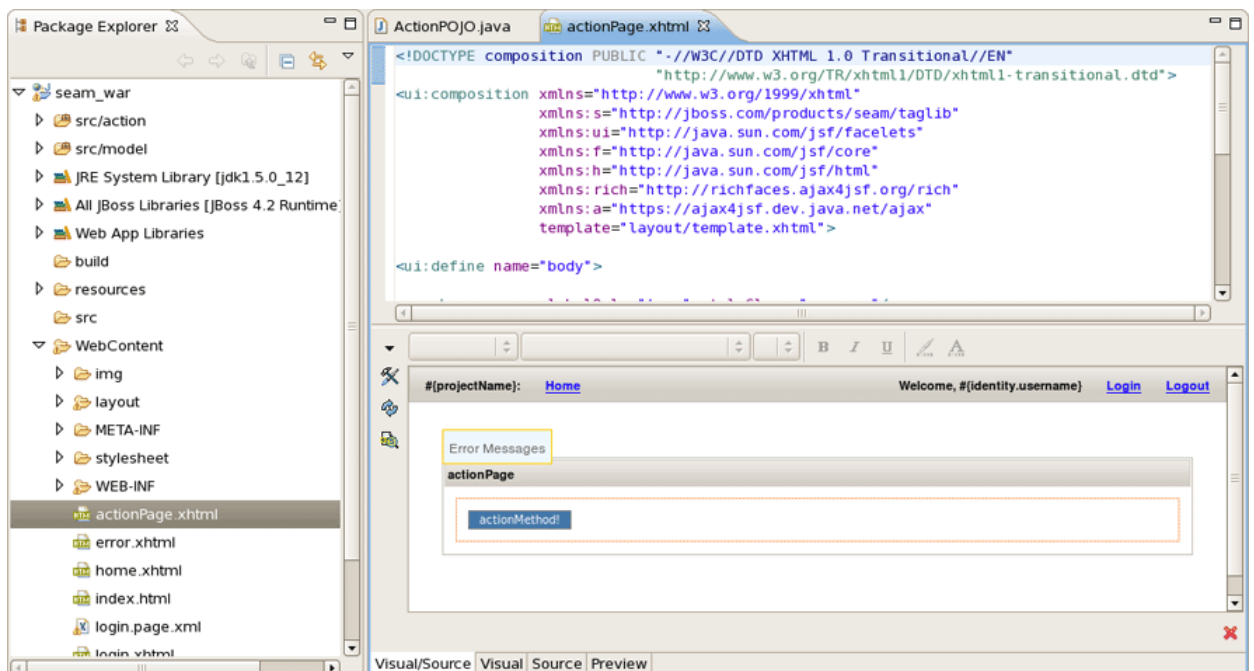 Package Explorer
seam_war
src/action
src/model
JRE System Library [jdk1.5.0_12]
All JBoss Libraries [JBoss 4.2 Runtime]
Web App Libraries
build
resources
src
WebContent
img
layout
META-INF
stylesheet
WEB-INF
actionPage.xhtml
error.xhtml
home.xhtml
index.html
login.page.xml
login.xhtml
ActionPOJO.java
actionPage.xhtml
<!DOCTYPE composition PUBLIC "-//W3C//DTD XHTML 1.0 Transitional//EN"
"http://www.w3.org/TR/xhtml1/DTD/xhtml1-transitional.dtd">
<ui:composition xmlns="http://www.w3.org/1999/xhtml"
xmlns:s="http://jboss.com/products/seam/taglib"
xmlns:ui="http://java.sun.com/jsf/facelets"
xmlns:f="http://java.sun.com/jsf/core"
xmlns:h="http://java.sun.com/jsf/html"
xmlns:rich="http://richfaces.ajax4jsf.org/rich"
xmlns:a="https://ajax4jsf.dev.java.net/ajax"
template="layout/template.xhtml">
<ui:define name="body">
B I U A
#{projectName}: Home Welcome, #{identity.username} Login Logout
Error Messages
actionPage
actionMethod!
Visual/Source Visual Source Preview